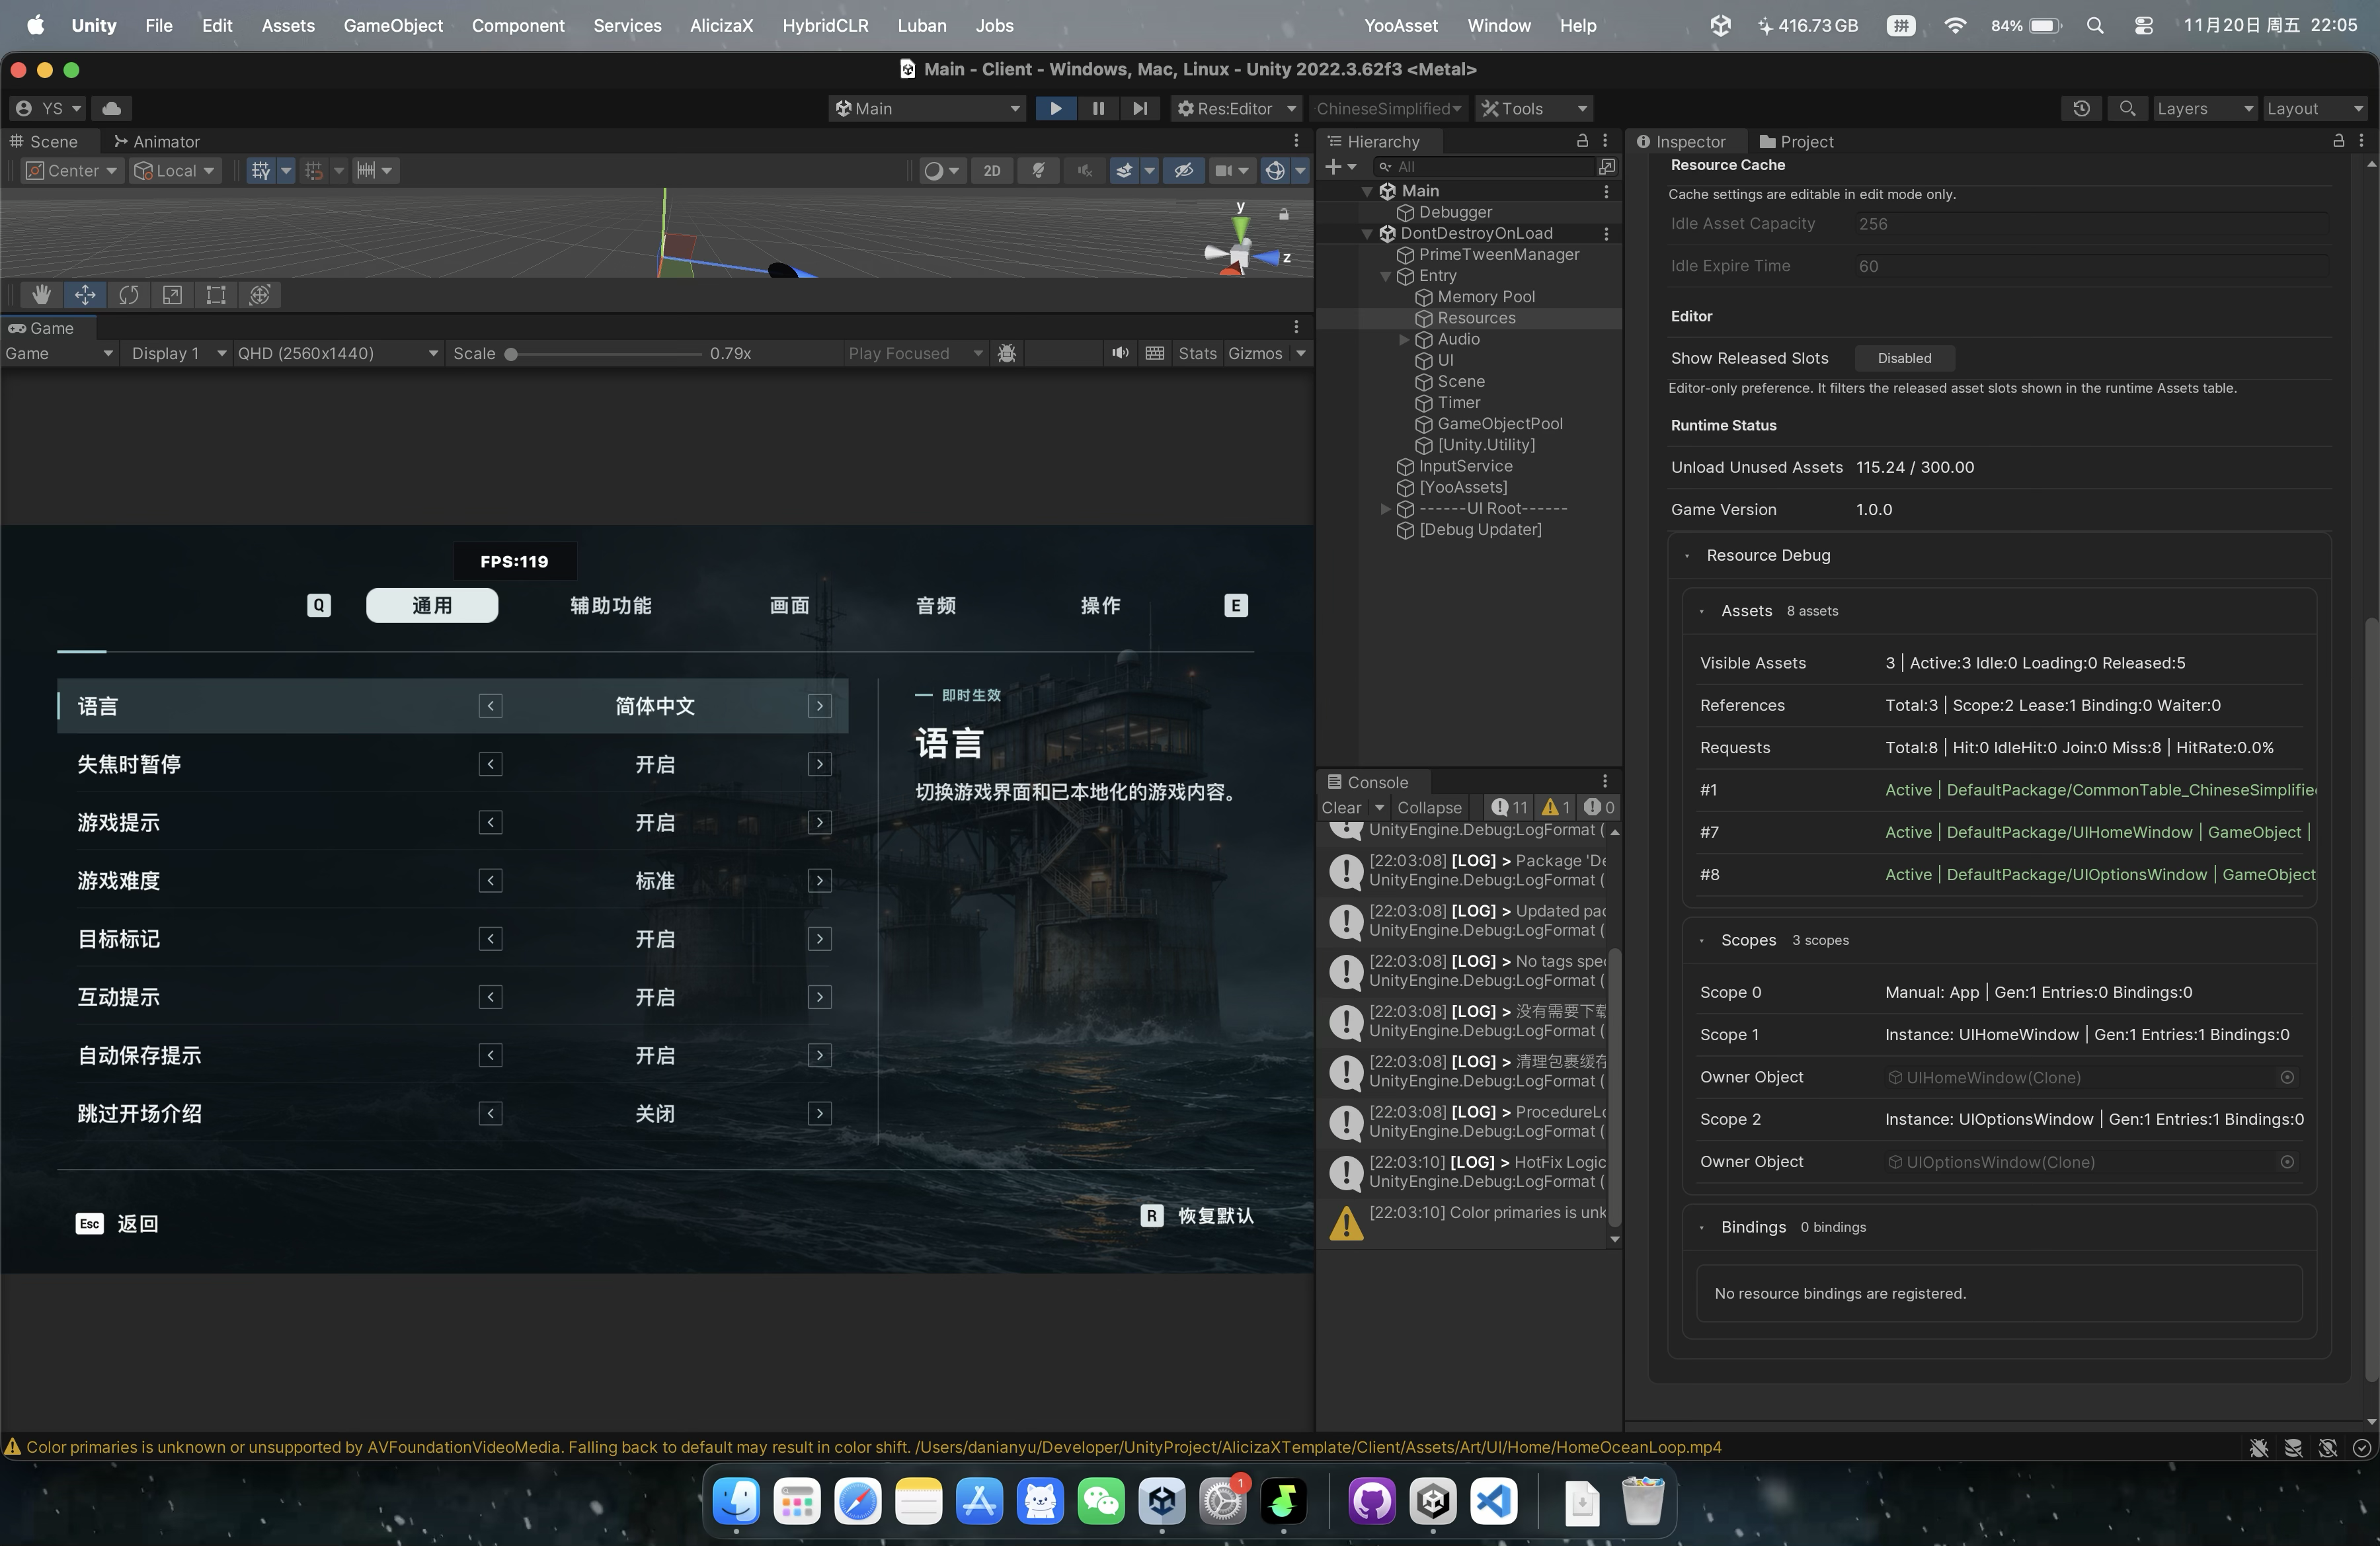 Unity File Edit Assets GameObject Component Services AlicizaX HybridCLR Luban Jobs YooAsset Window Help 416.73 GB 拼 84% 11月20日 周五 22:05
Main - Client - Windows, Mac, Linux - Unity 2022.3.62f3 <Metal>
YS Main Res:Editor ChineseSimplified Tools Layers Layout
Scene Animator
Center Local 2D
y
z
Game
Game Display 1 QHD (2560x1440) Scale 0.79x Play Focused Stats Gizmos
FPS:119
Q 通用 辅助功能 画面 音频 操作 E
语言 < 简体中文 >
失焦时暂停 < 开启 >
游戏提示 < 开启 >
游戏难度 < 标准 >
目标标记 < 开启 >
互动提示 < 开启 >
自动保存提示 < 开启 >
跳过开场介绍 < 关闭 >
即时生效
语言
切换游戏界面和已本地化的游戏内容。
Esc 返回
R 恢复默认
Hierarchy
All
Main
Debugger
DontDestroyOnLoad
PrimeTweenManager
Entry
Memory Pool
Resources
Audio
UI
Scene
Timer
GameObjectPool
[Unity.Utility]
InputService
[YooAssets]
------UI Root------
[Debug Updater]
Console
Clear Collapse 11 1 0
UnityEngine.Debug:LogFormat (
[22:03:08] [LOG] > Package 'De
UnityEngine.Debug:LogFormat (
[22:03:08] [LOG] > Updated pac
UnityEngine.Debug:LogFormat (
[22:03:08] [LOG] > No tags spec
UnityEngine.Debug:LogFormat (
[22:03:08] [LOG] > 没有需要下载
UnityEngine.Debug:LogFormat (
[22:03:08] [LOG] > 清理包裹缓存
UnityEngine.Debug:LogFormat (
[22:03:08] [LOG] > ProcedureLo
UnityEngine.Debug:LogFormat (
[22:03:10] [LOG] > HotFix Logic
UnityEngine.Debug:LogFormat (
[22:03:10] Color primaries is unk
Inspector Project
Resource Cache
Cache settings are editable in edit mode only.
Idle Asset Capacity 256
Idle Expire Time 60
Editor
Show Released Slots Disabled
Editor-only preference. It filters the released asset slots shown in the runtime Assets table.
Runtime Status
Unload Unused Assets 115.24 / 300.00
Game Version 1.0.0
Resource Debug
Assets 8 assets
Visible Assets 3 | Active:3 Idle:0 Loading:0 Released:5
References Total:3 | Scope:2 Lease:1 Binding:0 Waiter:0
Requests Total:8 | Hit:0 IdleHit:0 Join:0 Miss:8 | HitRate:0.0%
#1 Active | DefaultPackage/CommonTable_ChineseSimplified
#7 Active | DefaultPackage/UIHomeWindow | GameObject |
#8 Active | DefaultPackage/UIOptionsWindow | GameObject
Scopes 3 scopes
Scope 0 Manual: App | Gen:1 Entries:0 Bindings:0
Scope 1 Instance: UIHomeWindow | Gen:1 Entries:1 Bindings:0
Owner Object UIHomeWindow(Clone)
Scope 2 Instance: UIOptionsWindow | Gen:1 Entries:1 Bindings:0
Owner Object UIOptionsWindow(Clone)
Bindings 0 bindings
No resource bindings are registered.
Color primaries is unknown or unsupported by AVFoundationVideoMedia. Falling back to default may result in color shift. /Users/danianyu/Developer/UnityProject/AlicizaXTemplate/Client/Assets/Art/UI/Home/HomeOceanLoop.mp4
1